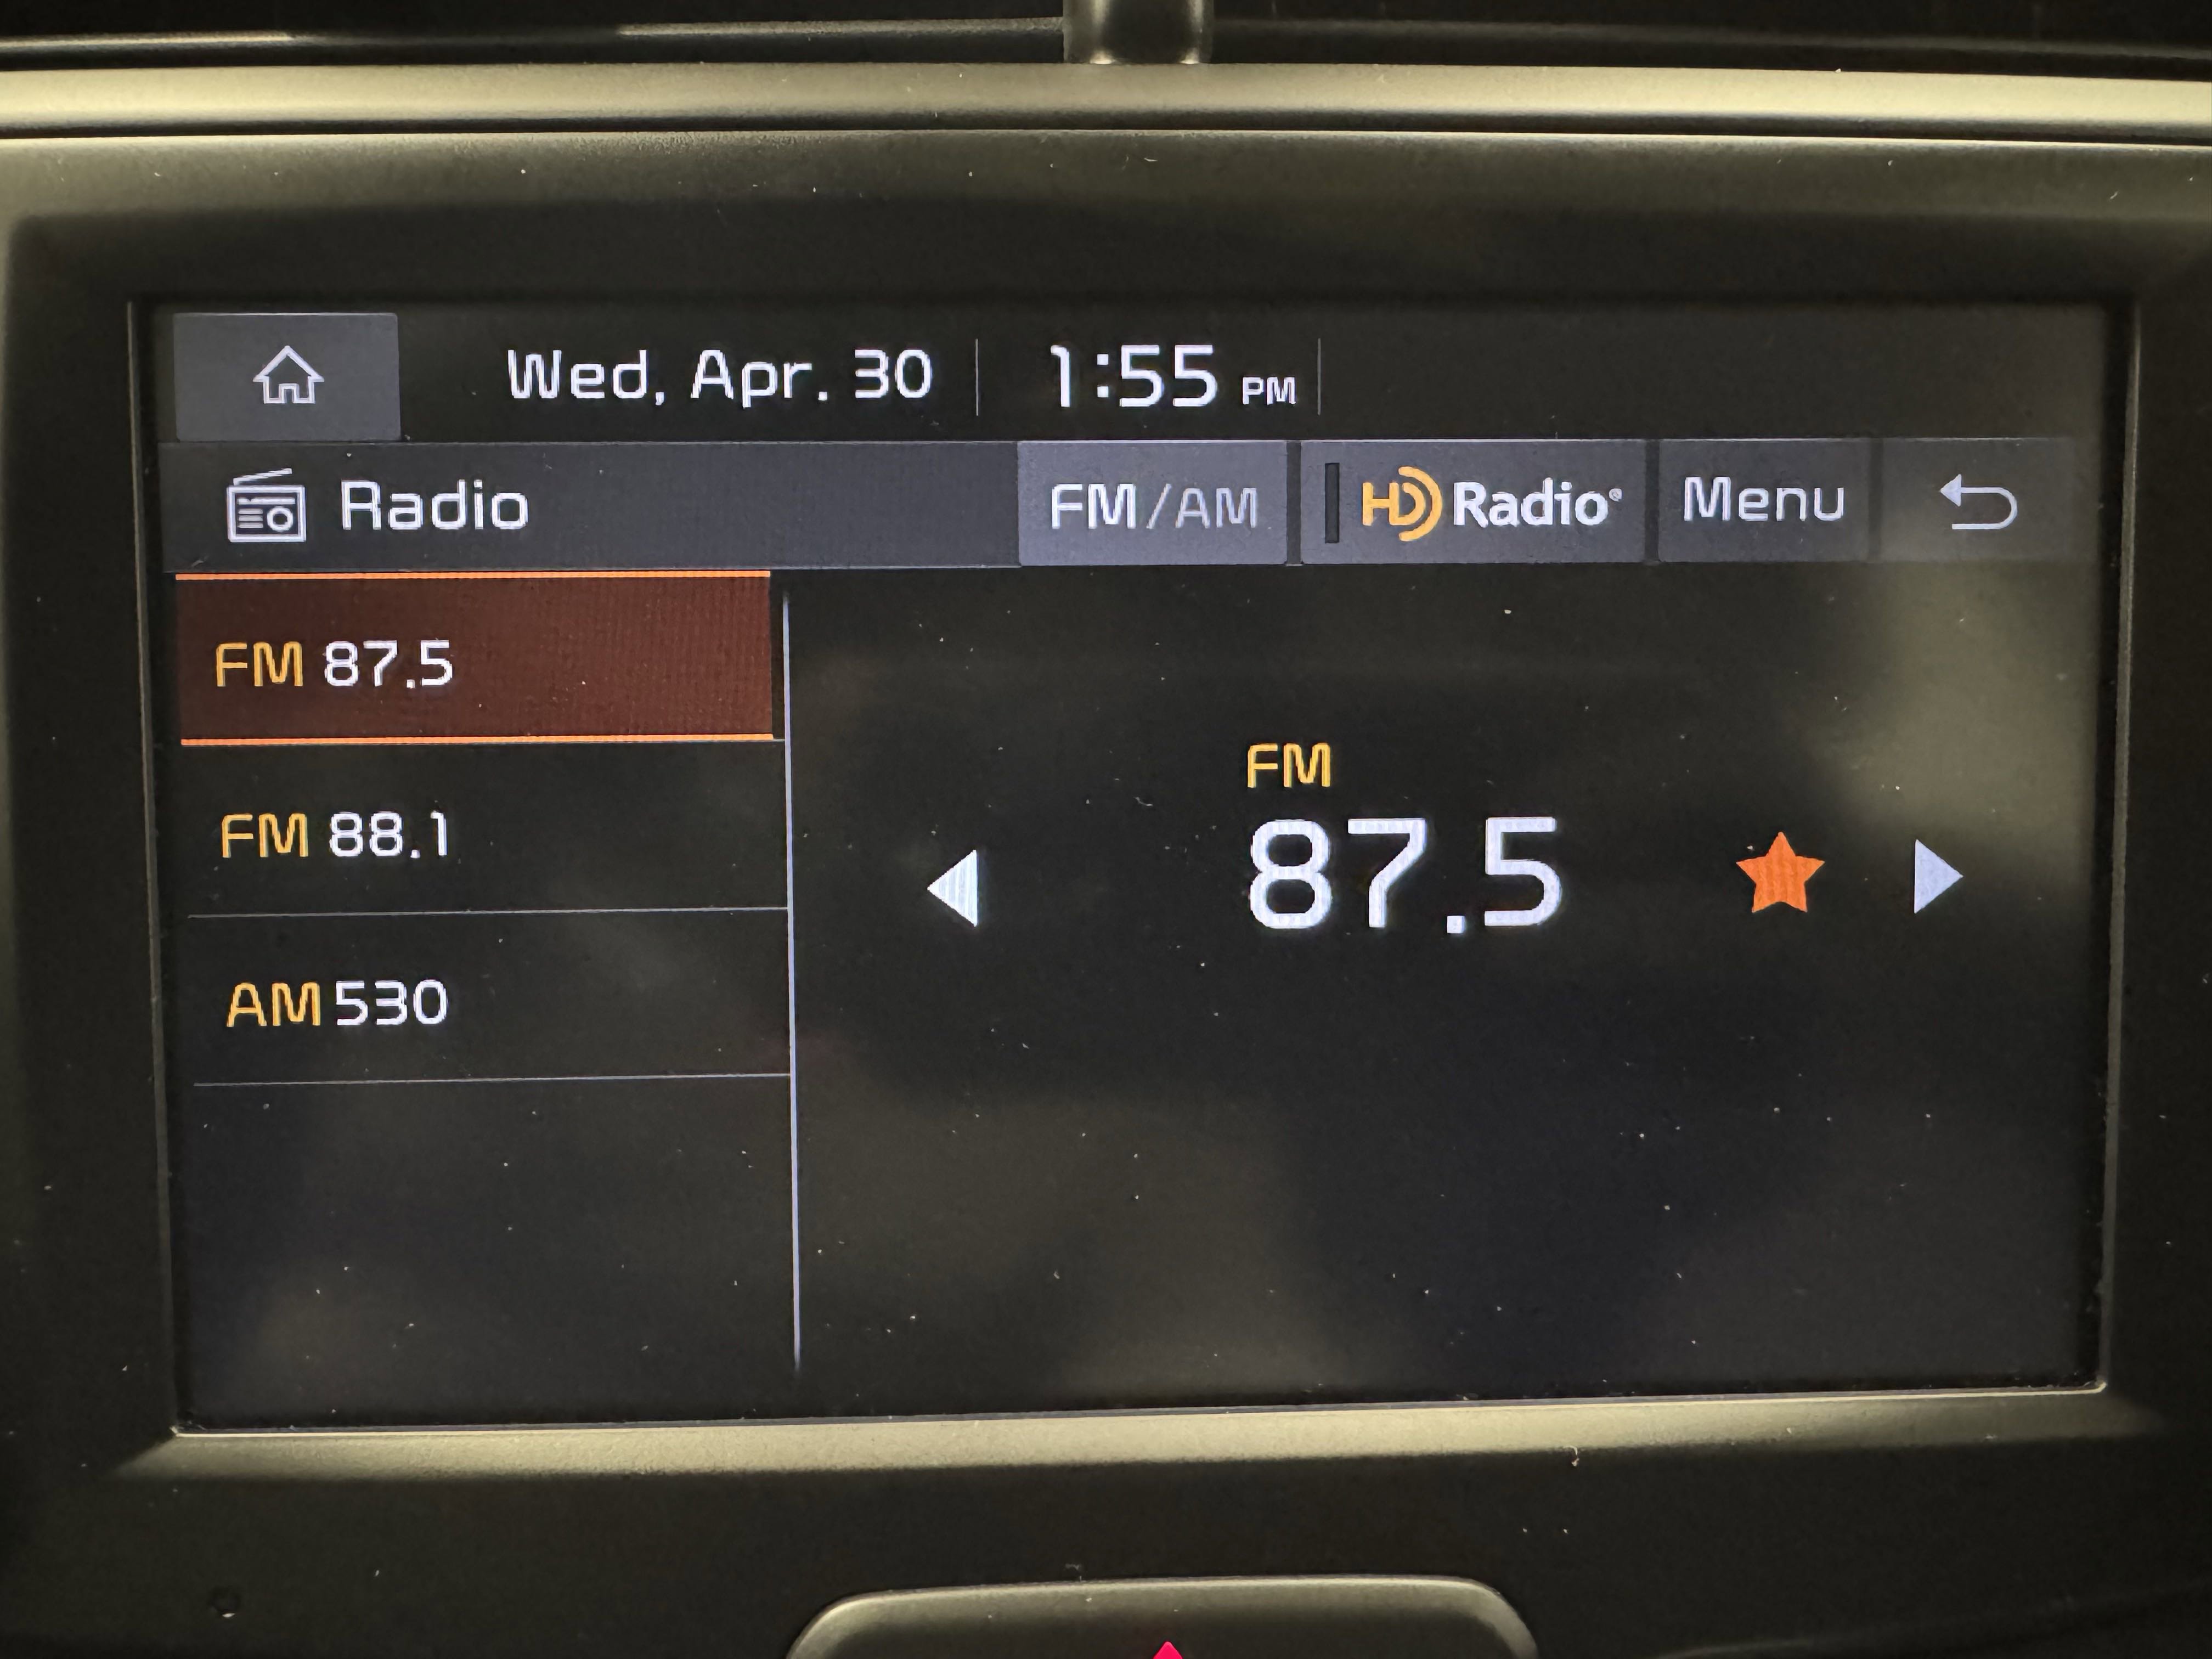 Wed, Apr. 30 1:55 PM
Radio FM/AM HD Radio® Menu
FM 87.5
FM 88.1
AM 530
FM
87.5